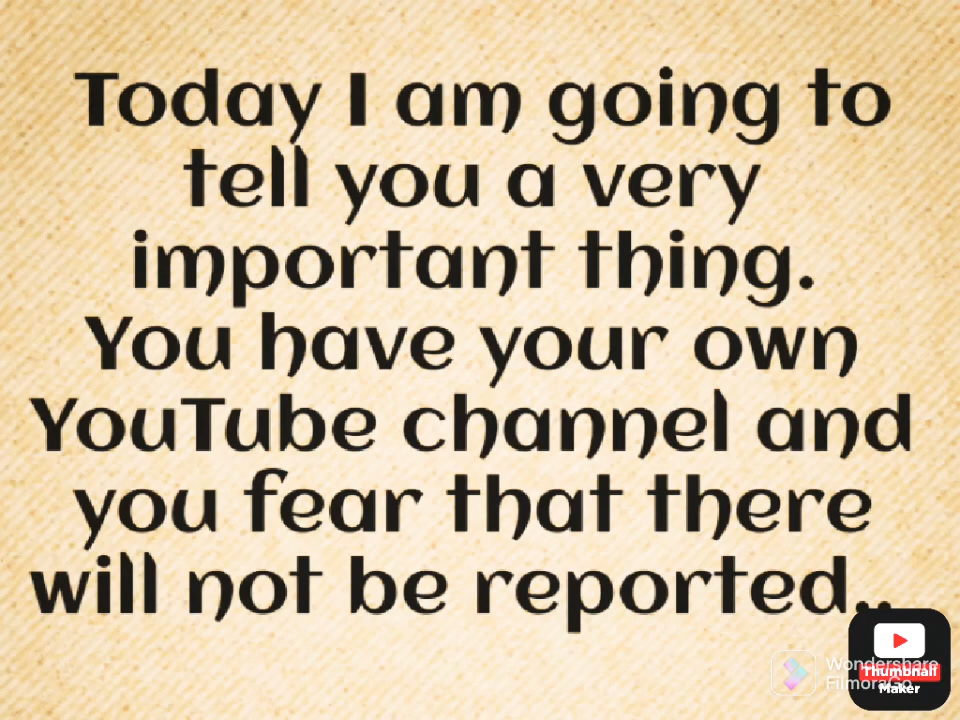 Today I am going to
tell you a very
important thing.
You have your own
YouTube channel and
you fear that there
will not be reported..
Wondershare
FilmoraGo
Thumbnail
Maker